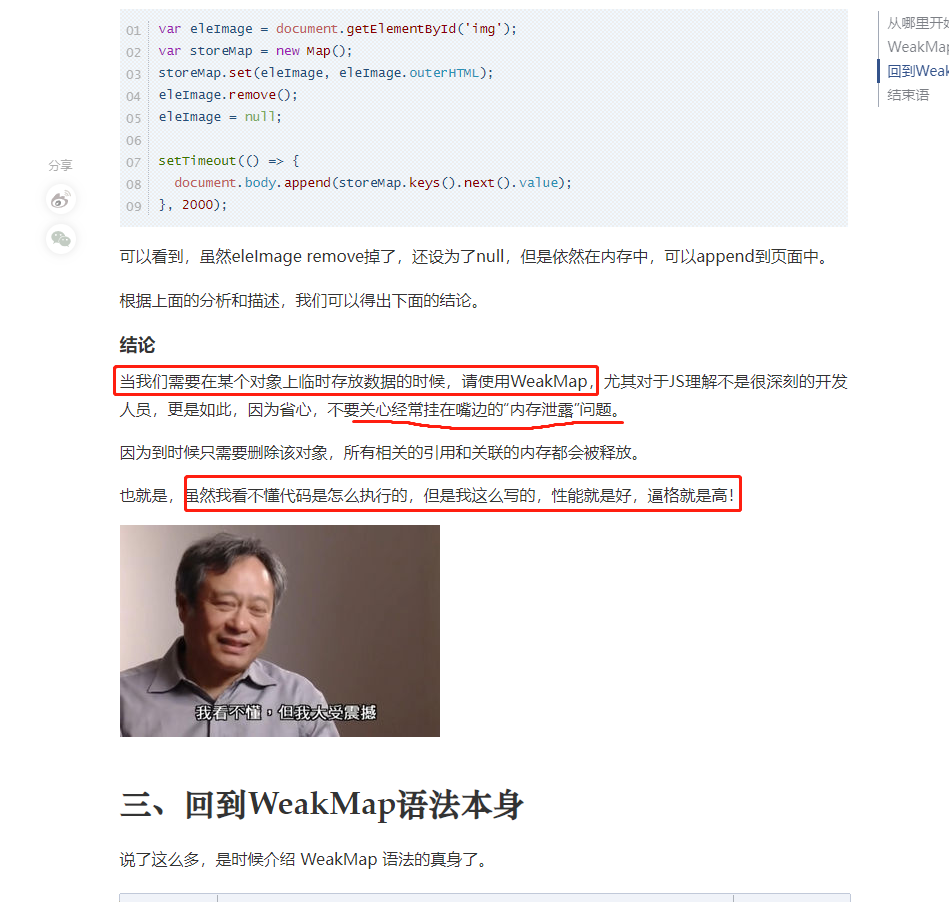 01 var eleImage = document.getElementById('img');
02 var storeMap = new Map();
03 storeMap.set(eleImage, eleImage.outerHTML);
04 eleImage.remove();
05 eleImage = null;
06
07 setTimeout(() => {
08 document.body.append(storeMap.keys().next().value);
09 }, 2000);
从哪里开
WeakMap
回到Weak
结束语
分享
可以看到，虽然eleImage remove掉了，还设为了null，但是依然在内存中，可以append到页面中。
根据上面的分析和描述，我们可以得出下面的结论。
结论
当我们需要在某个对象上临时存放数据的时候，请使用WeakMap，尤其对于JS理解不是很深刻的开发
人员，更是如此，因为省心，不要关心经常挂在嘴边的“内存泄露”问题。
因为到时候只需要删除该对象，所有相关的引用和关联的内存都会被释放。
也就是，虽然我看不懂代码是怎么执行的，但是我这么写的，性能就是好，逼格就是高！
我看不懂，但我大受震撼
三、回到WeakMap语法本身
说了这么多，是时候介绍 WeakMap 语法的真身了。